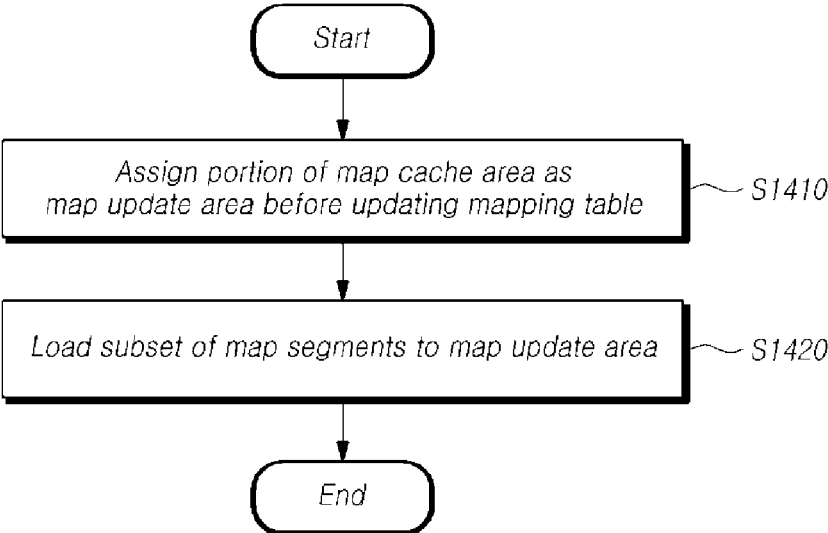 Start
Assign portion of map cache area as
map update area before updating mapping table
S1410
Load subset of map segments to map update area
S1420
End